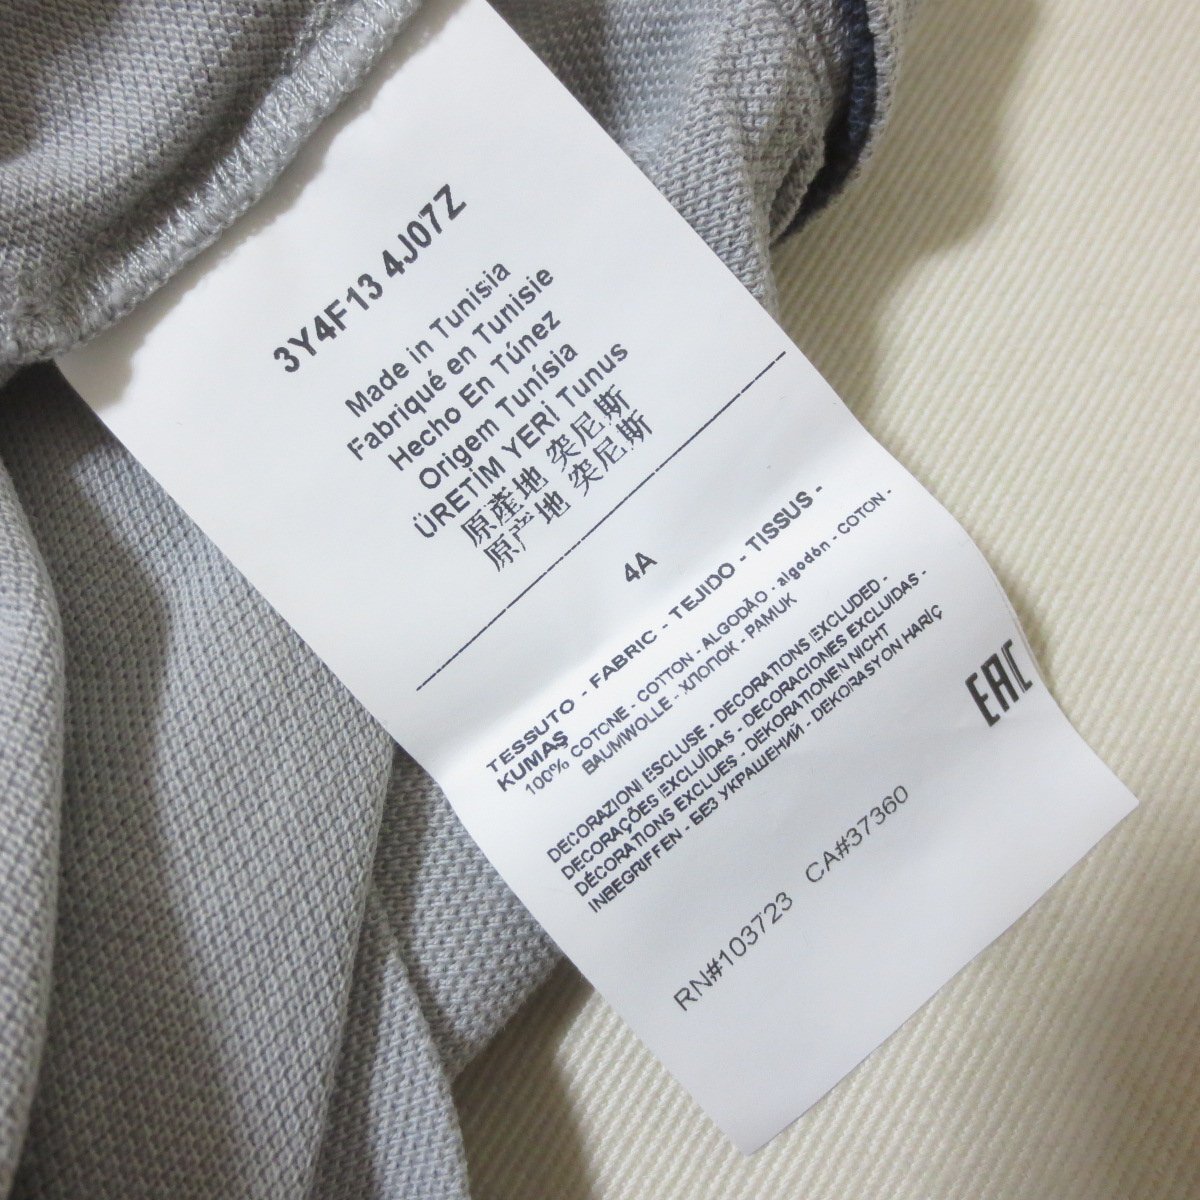 3Y4F13 4J07Z
Made in Tunisia
Fabriqué en Tunisie
Hecho En Túnez
Origem Tunísia
ÜRETİM YERİ Tunus
原產地 突尼斯
原产地 突尼斯
4A
TESSUTO - FABRIC - TEJIDO - TISSUS -
KUMAŞ
100% COTONE - COTTON - ALGODÃO - algodón - COTON -
BAUMWOLLE - ХЛОПОК - PAMUK
DECORAZIONI ESCLUSE - DECORATIONS EXCLUDED -
DECORAÇÕES EXCLUÍDAS - DECORACIONES EXCLUIDAS -
DÉCORATIONS EXCLUES - DEKORATIONEN NICHT
INBEGRIFFEN - БЕЗ УКРАШЕНИЙ - DEKORASYON HARİÇ
EAC
RN#103723 CA#37360